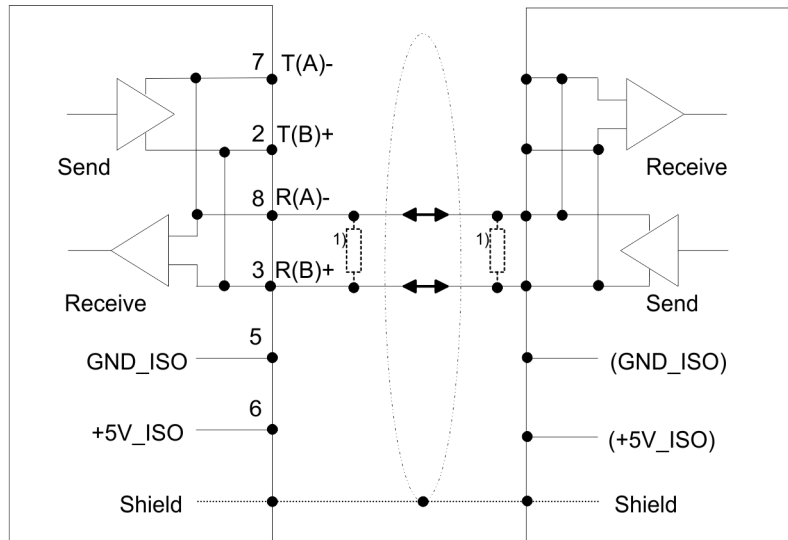 7 T(A)-
2 T(B)+
Send
Receive
8 R(A)-
1)
1)
3 R(B)+
Receive
Send
5
GND_ISO
(GND_ISO)
6
+5V_ISO
(+5V_ISO)
Shield
Shield